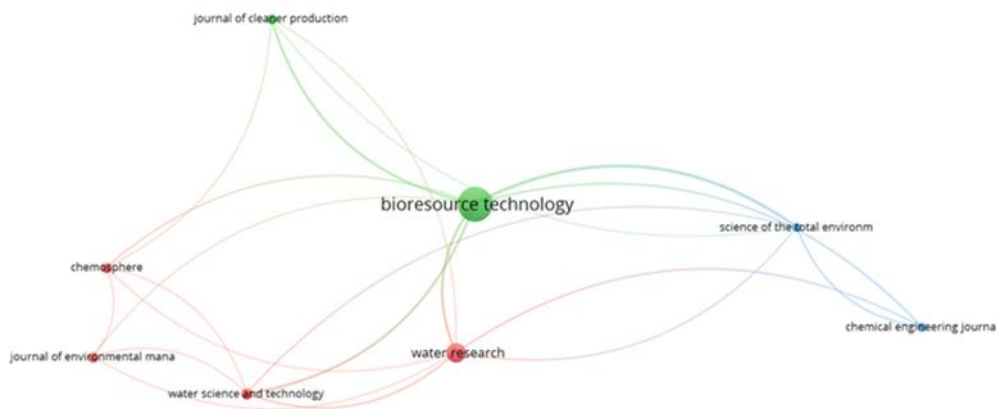 journal of cleaner production
bioresource technology
science of the total environm
chemosphere
chemical engineering journa
water research
journal of environmental mana
water science and technology